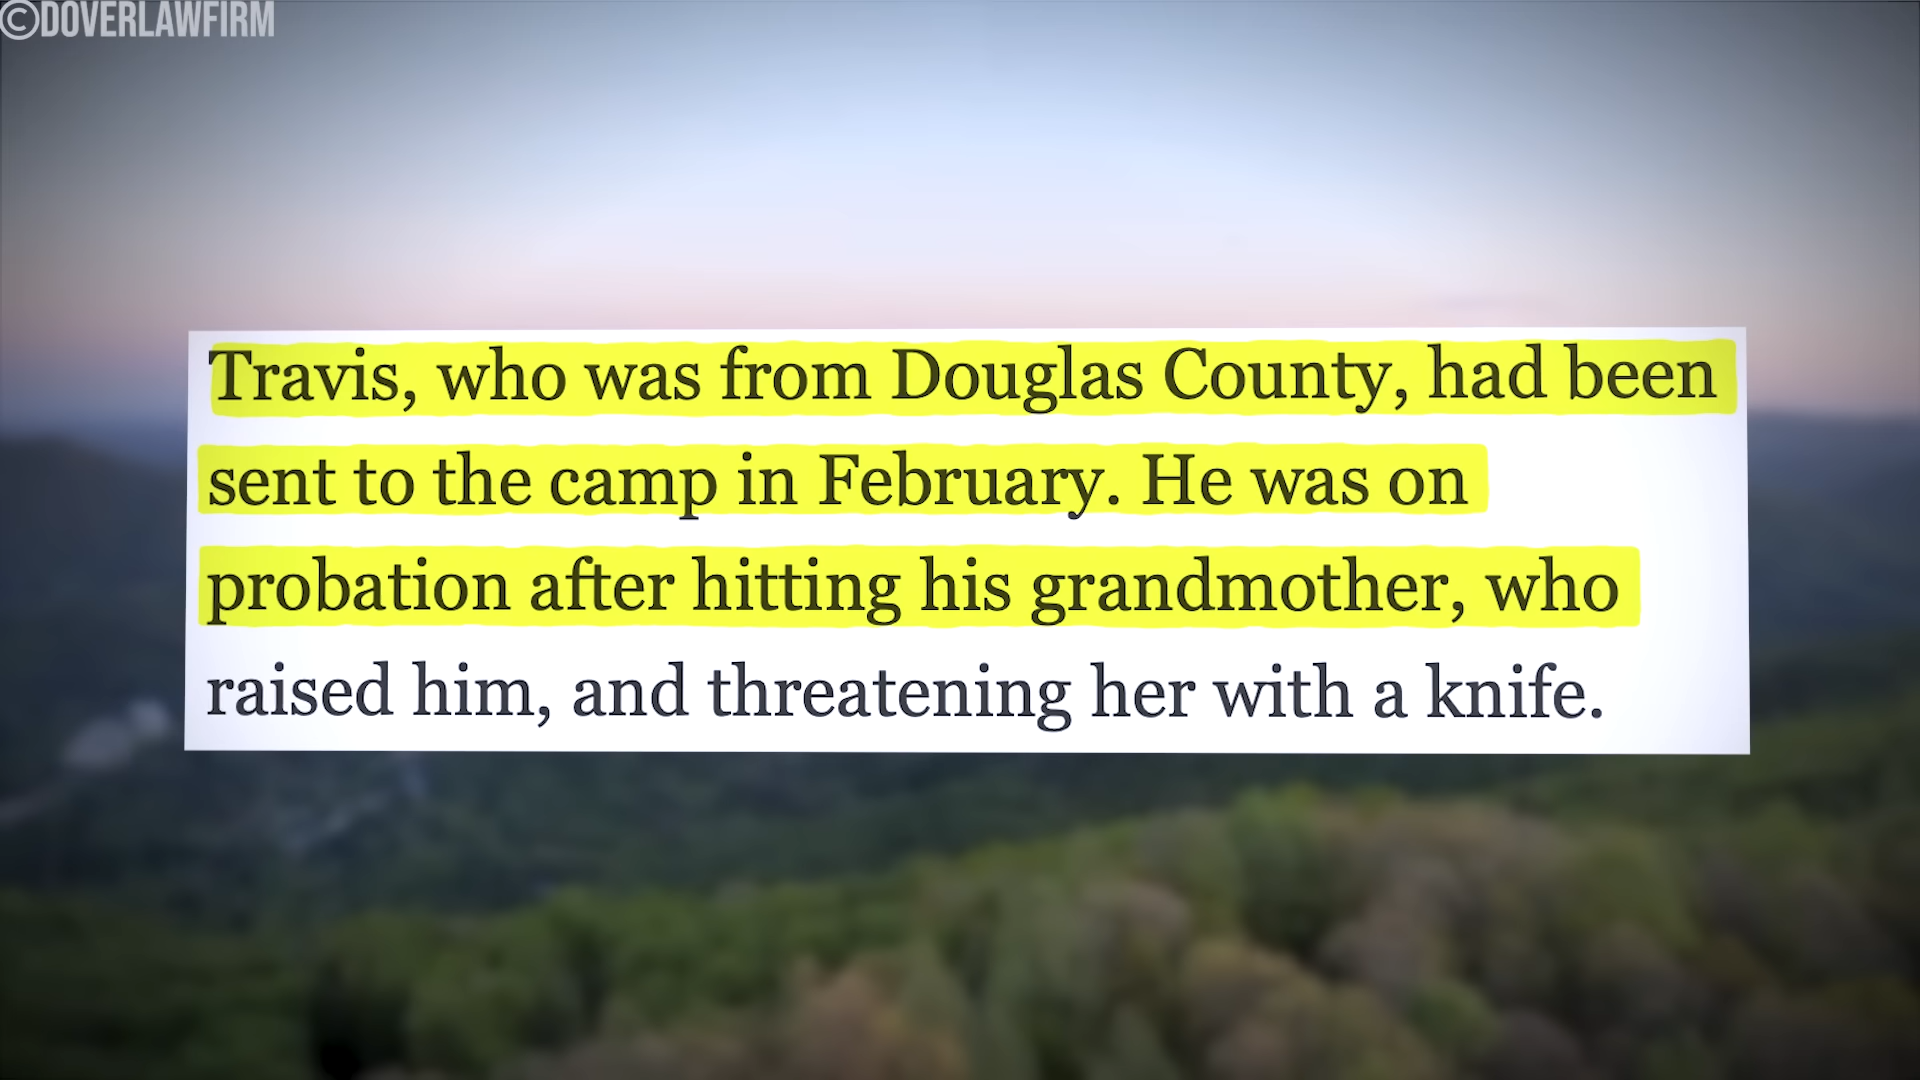 ©DOVERLAWFIRM
Travis, who was from Douglas County, had been
sent to the camp in February. He was on
probation after hitting his grandmother, who
raised him, and threatening her with a knife.